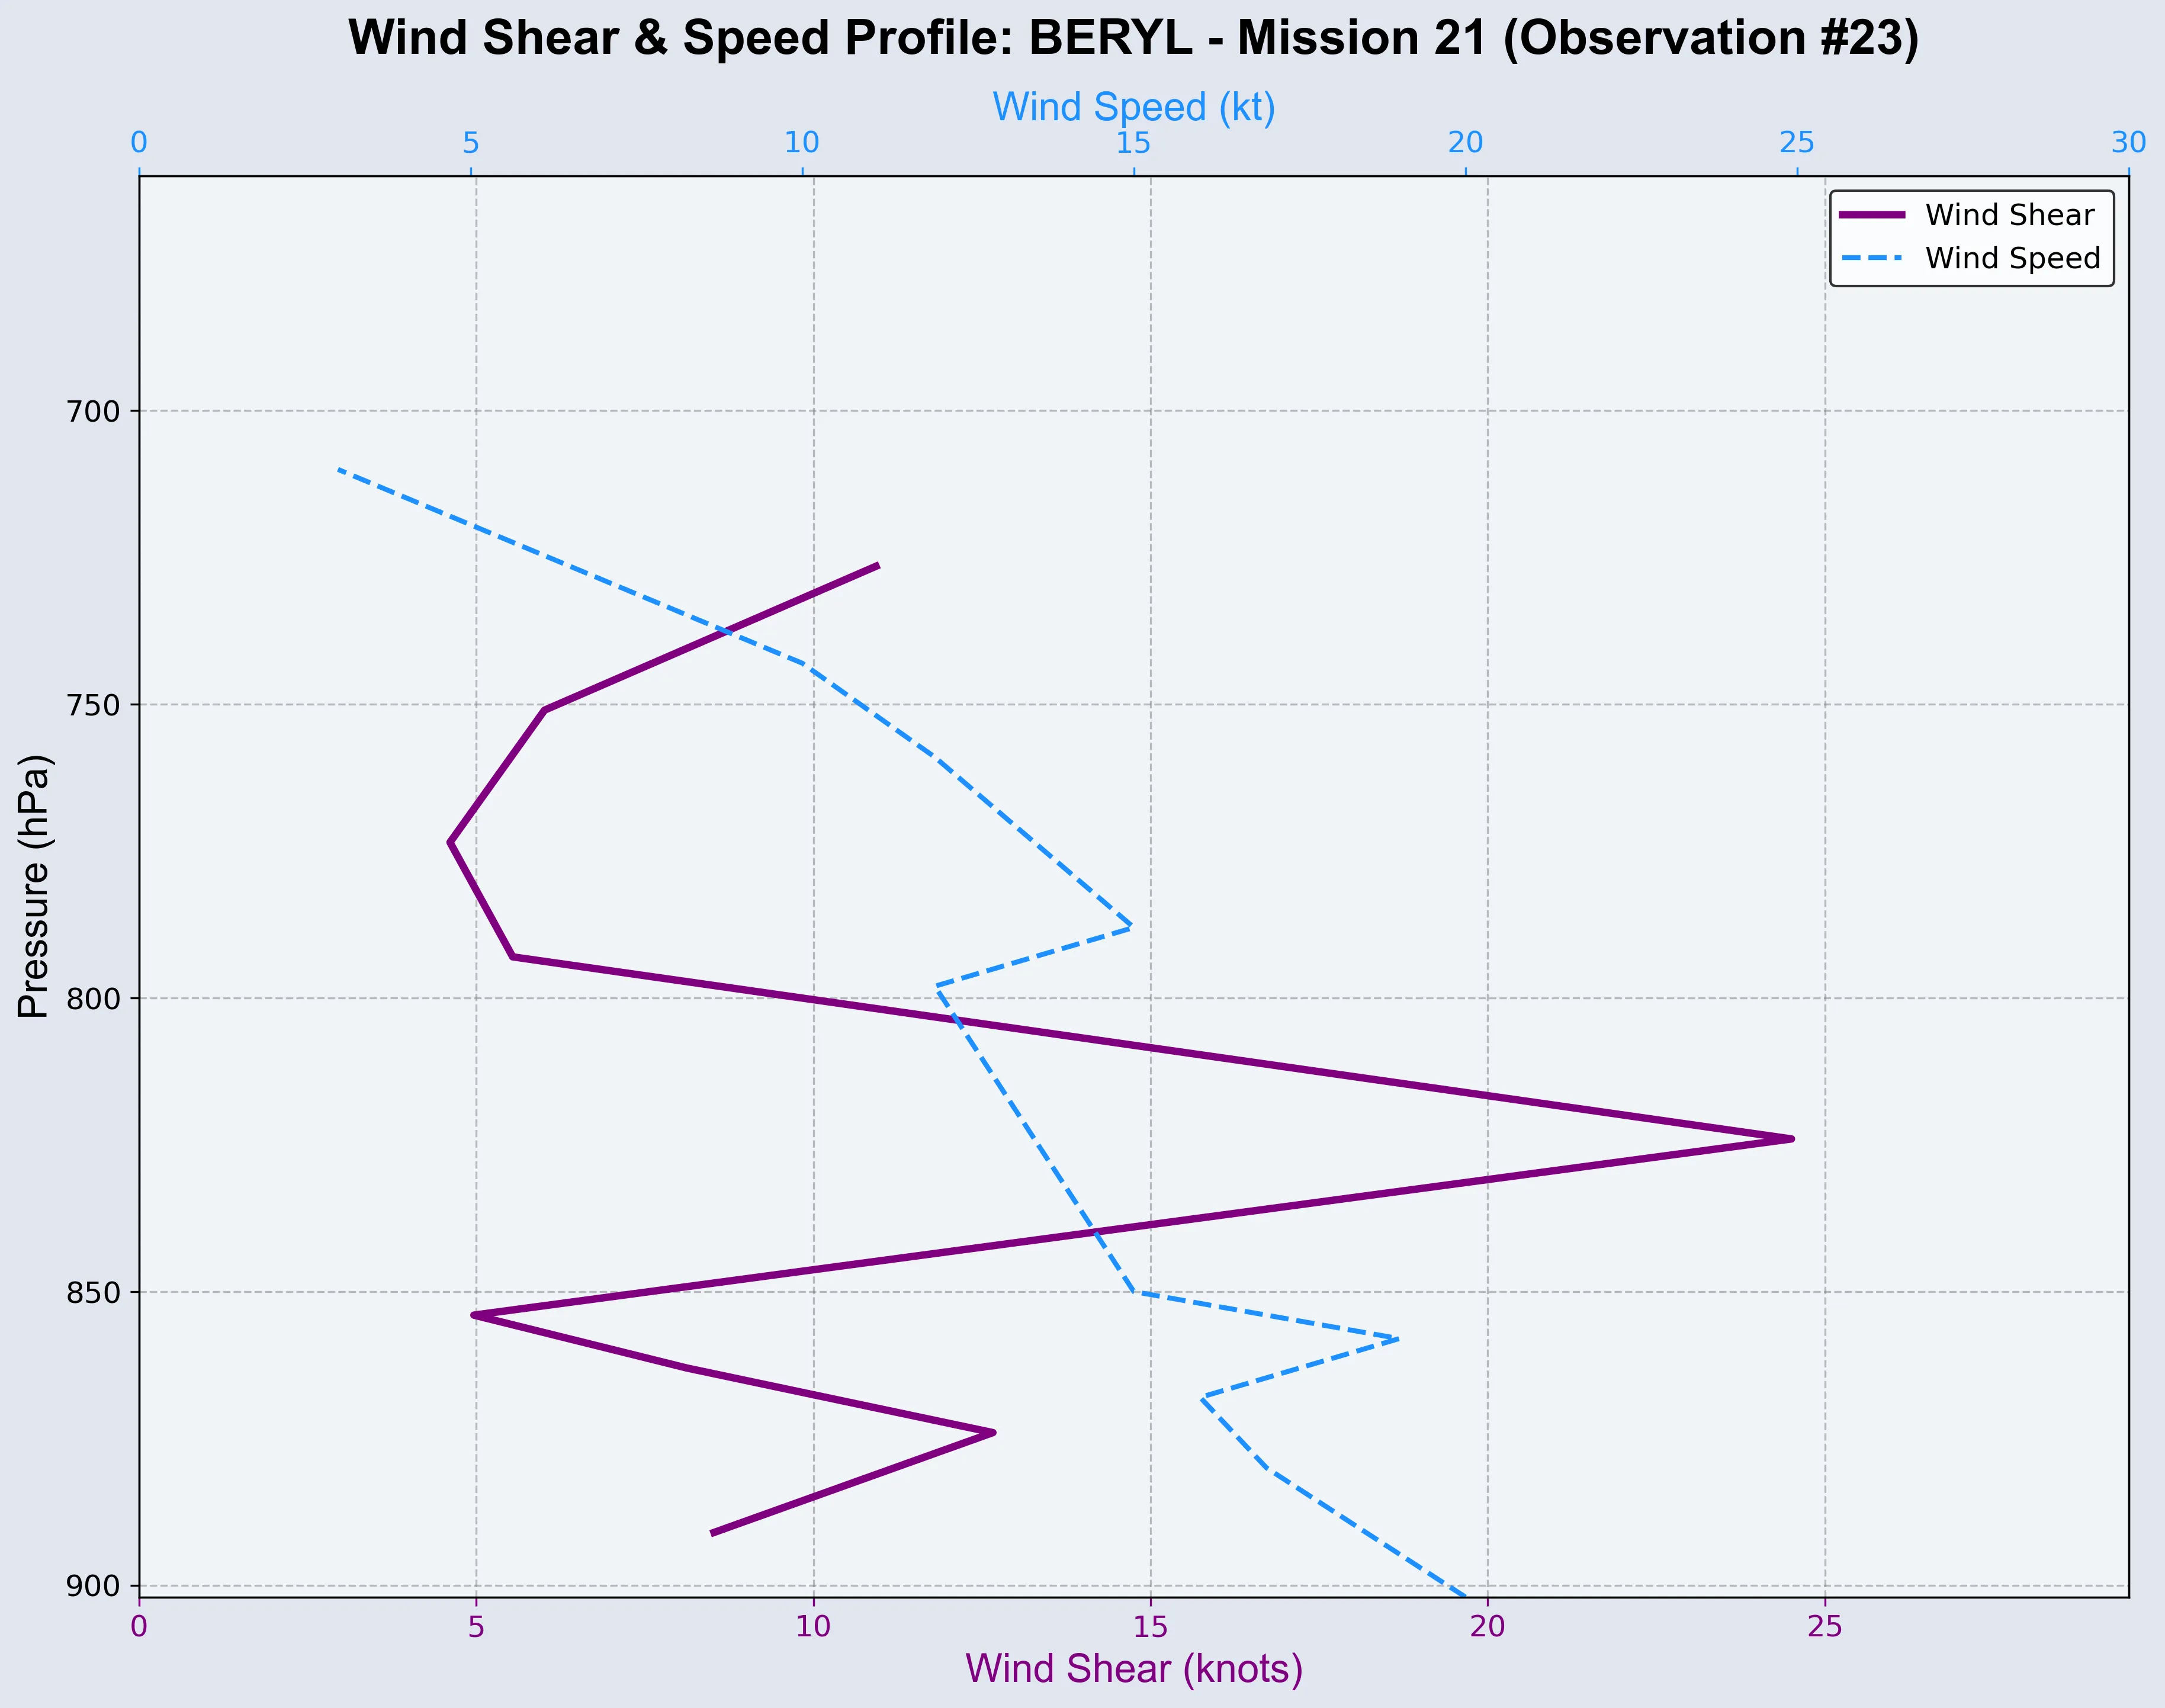 Wind Shear & Speed Profile: BERYL - Mission 21 (Observation #23)
Wind Speed (kt)
0 5 10 15 20 25 30
Wind Shear
Wind Speed
Pressure (hPa)
700
750
800
850
900
0 5 10 15 20 25
Wind Shear (knots)